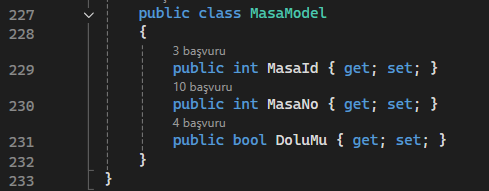 227 public class MasaModel
228 {
3 başvuru
229 public int MasaId { get; set; }
10 başvuru
230 public int MasaNo { get; set; }
4 başvuru
231 public bool DoluMu { get; set; }
232 }
233 }